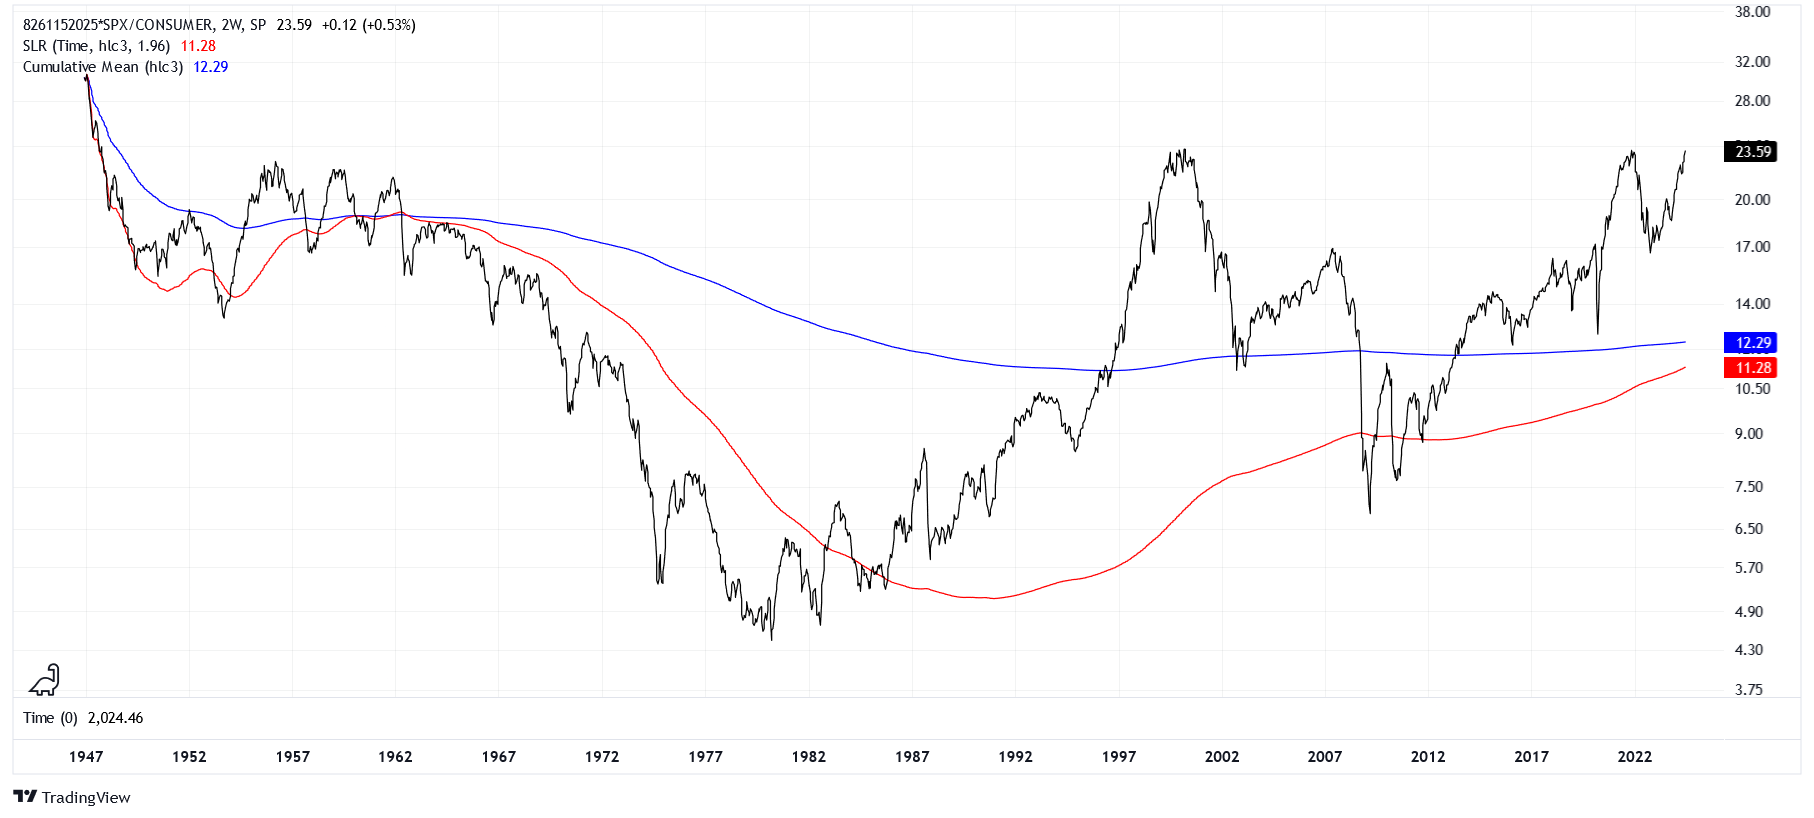 8261152025*SPX/CONSUMER, 2W, SP 23.59 +0.12 (+0.53%)
SLR (Time, hlc3, 1.96) 11.28
Cumulative Mean (hlc3) 12.29
38.00
32.00
28.00
23.59
20.00
17.00
14.00
12.29
11.28
10.50
9.00
7.50
6.50
5.70
4.90
4.30
3.75
Time (0) 2,024.46
1947 1952 1957 1962 1967 1972 1977 1982 1987 1992 1997 2002 2007 2012 2017 2022
TradingView